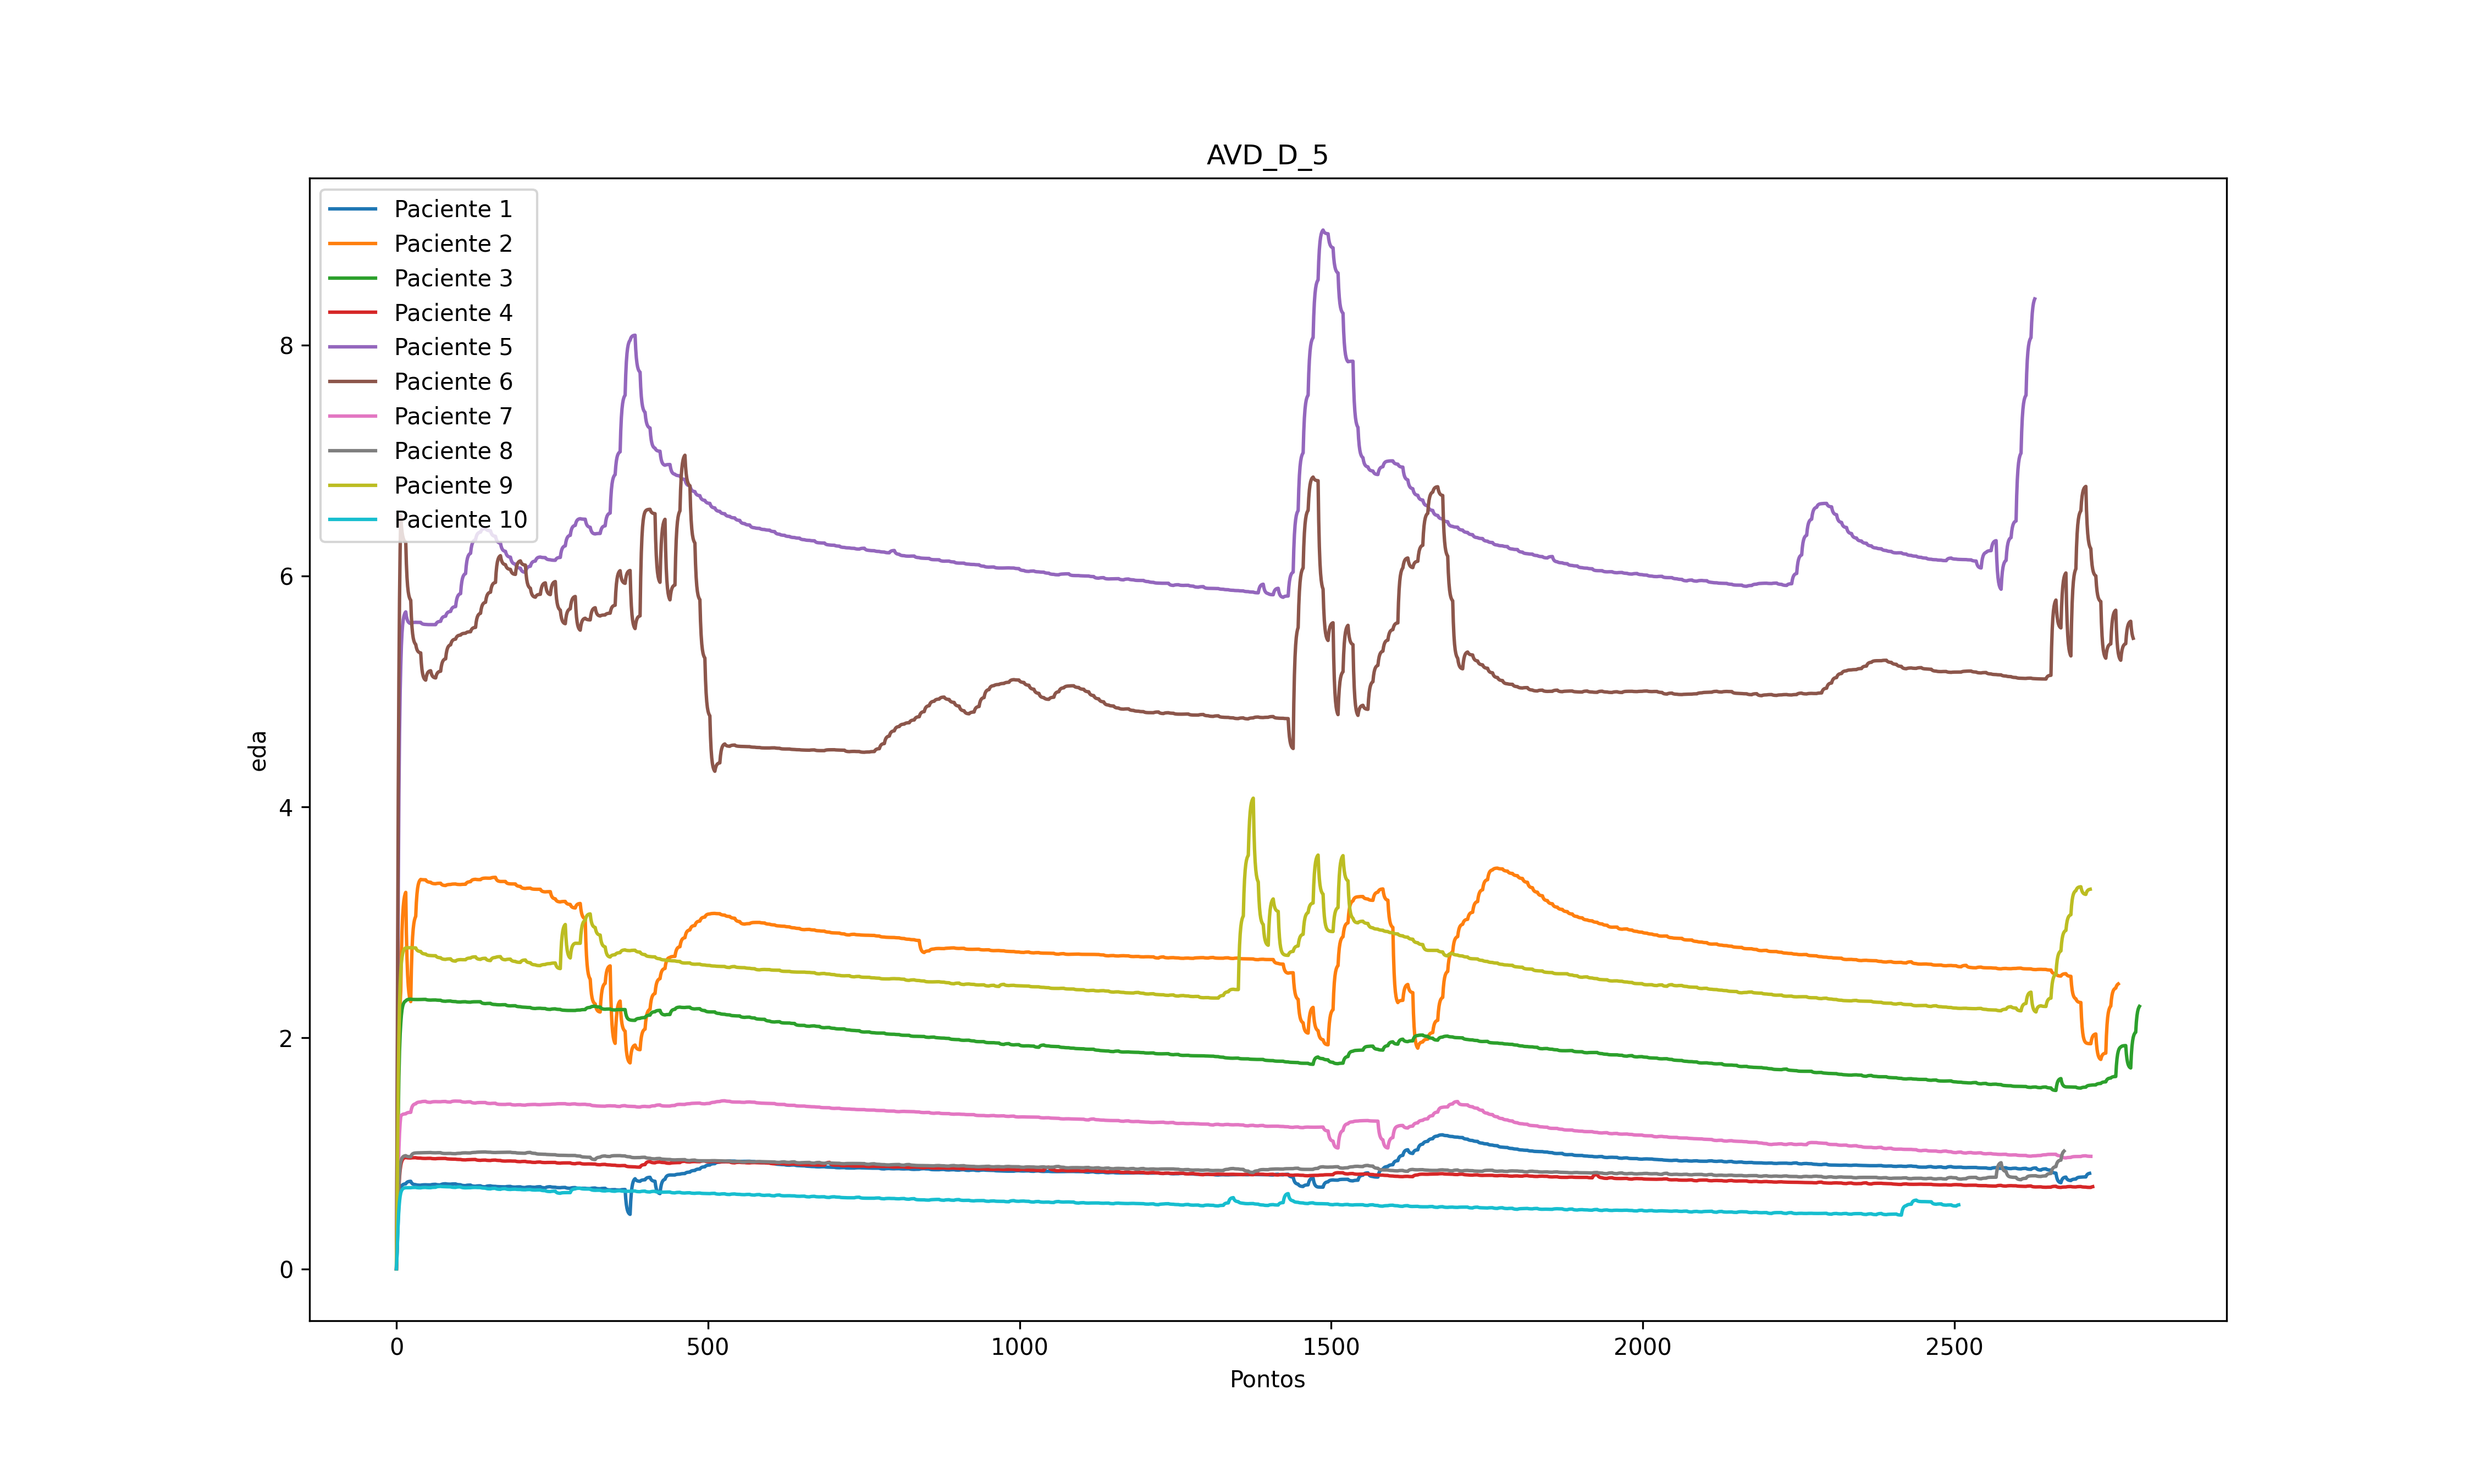 AVD_D_5
Paciente 1
Paciente 2
Paciente 3
Paciente 4
Paciente 5
Paciente 6
Paciente 7
Paciente 8
Paciente 9
Paciente 10
8
6
4
2
0
eda
0 500 1000 1500 2000 2500
Pontos